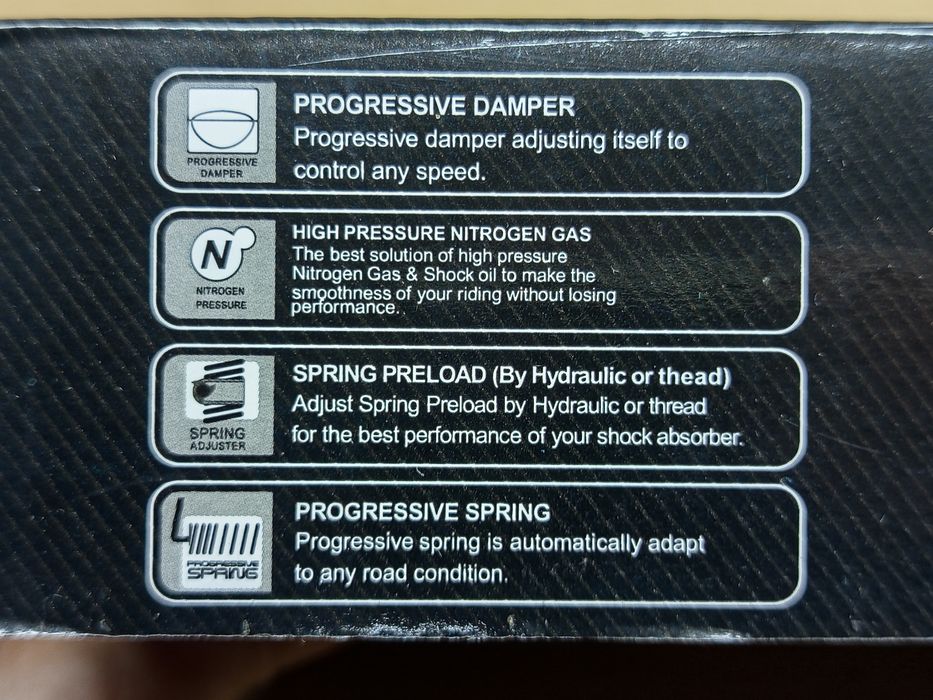 PROGRESSIVE DAMPER
Progressive damper adjusting itself to
control any speed.
PROGRESSIVE
DAMPER
HIGH PRESSURE NITROGEN GAS
The best solution of high pressure
Nitrogen Gas & Shock oil to make the
smoothness of your riding without losing
performance.
N
NITROGEN
PRESSURE
SPRING PRELOAD (By Hydraulic or thead)
Adjust Spring Preload by Hydraulic or thread
for the best performance of your shock absorber.
SPRING
ADJUSTER
PROGRESSIVE SPRING
Progressive spring is automatically adapt
to any road condition.
PROGRESSIVE
SPRING